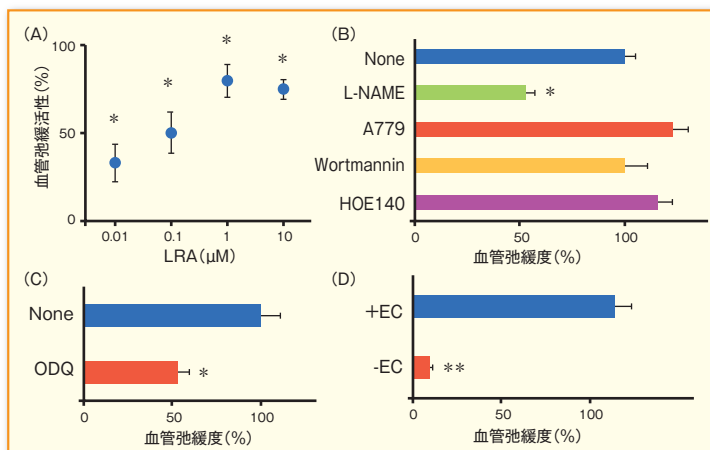 (A)
100
50
0
血管弛緩活性(%)
*
*
*
*
0.01 0.1 1 10
LRA(μM)
(B)
None
L-NAME *
A779
Wortmannin
HOE140
0 50 100
血管弛緩度(%)
(C)
None
ODQ *
0 50 100
血管弛緩度(%)
(D)
+EC
-EC **
0 50 100
血管弛緩度(%)